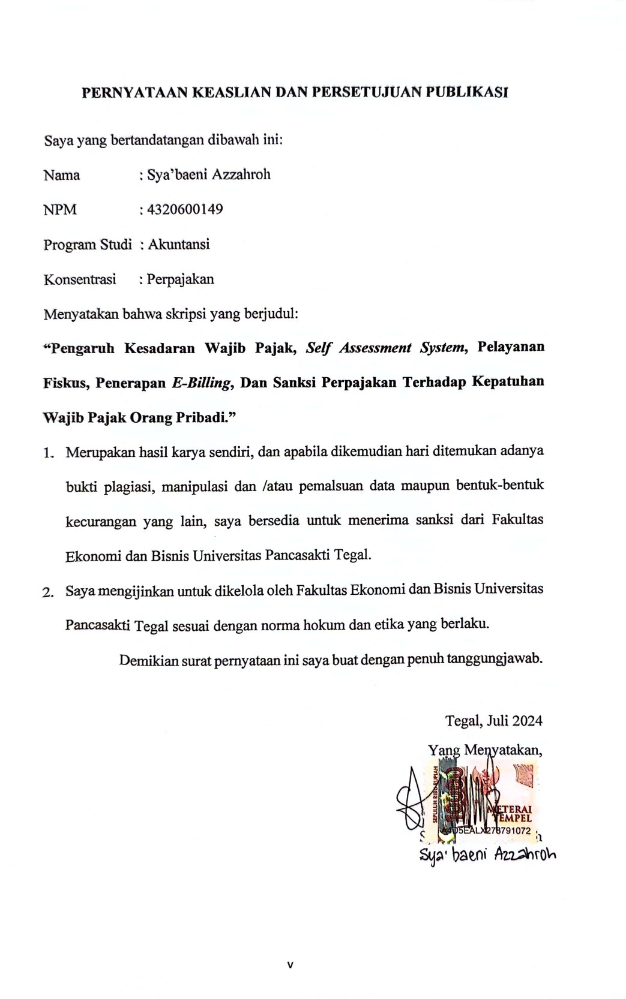 PERNYATAAN KEASLIAN DAN PERSETUJUAN PUBLIKASI
Saya yang bertandatangan dibawah ini:
Nama : Sya’baeni Azzahroh
NPM : 4320600149
Program Studi : Akuntansi
Konsentrasi : Perpajakan
Menyatakan bahwa skripsi yang berjudul:
“Pengaruh Kesadaran Wajib Pajak, Self Assessment System, Pelayanan
Fiskus, Penerapan E-Billing, Dan Sanksi Perpajakan Terhadap Kepatuhan
Wajib Pajak Orang Pribadi.”
1. Merupakan hasil karya sendiri, dan apabila dikemudian hari ditemukan adanya
bukti plagiasi, manipulasi dan /atau pemalsuan data maupun bentuk-bentuk
kecurangan yang lain, saya bersedia untuk menerima sanksi dari Fakultas
Ekonomi dan Bisnis Universitas Pancasakti Tegal.
2. Saya mengijinkan untuk dikelola oleh Fakultas Ekonomi dan Bisnis Universitas
Pancasakti Tegal sesuai dengan norma hokum dan etika yang berlaku.
Demikian surat pernyataan ini saya buat dengan penuh tanggungjawab.
Tegal, Juli 2024
Yang Menyatakan,
SEPULUH RIBU RUPIAH
METERAI
TEMPEL
Sya'baeni Azzahroh
v